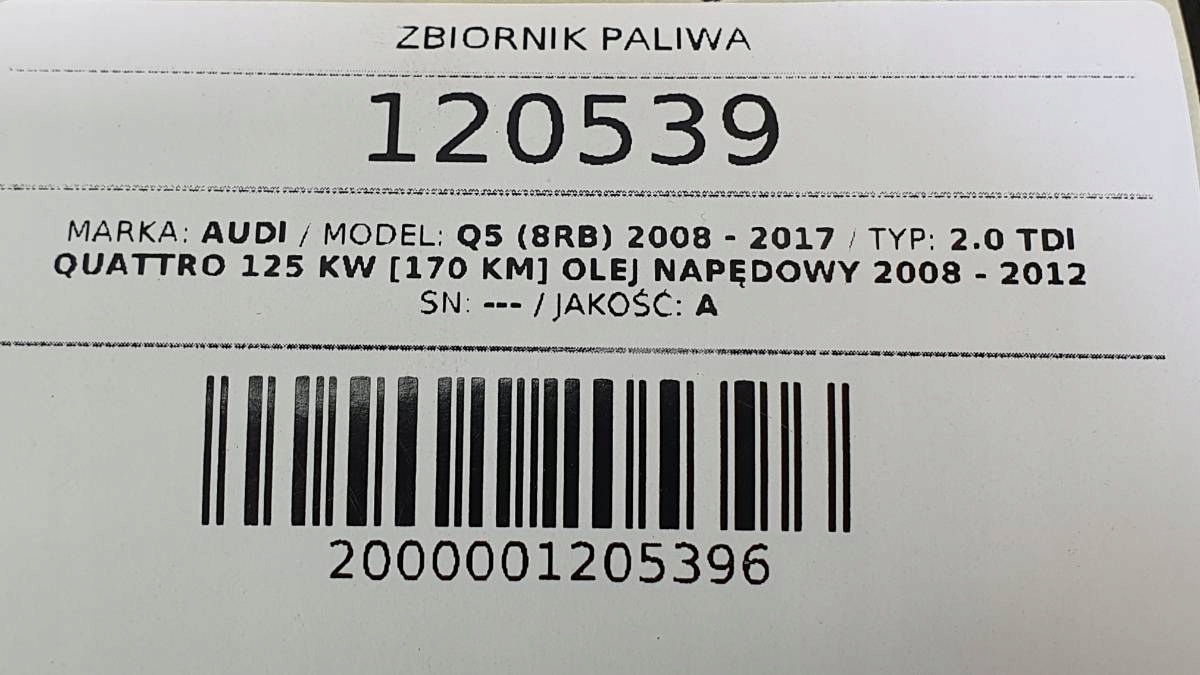 ZBIORNIK PALIWA
120539
MARKA: AUDI / MODEL: Q5 (8RB) 2008 - 2017 / TYP: 2.0 TDI
QUATTRO 125 KW [170 KM] OLEJ NAPĘDOWY 2008 - 2012
SN: --- / JAKOŚĆ: A
2000001205396